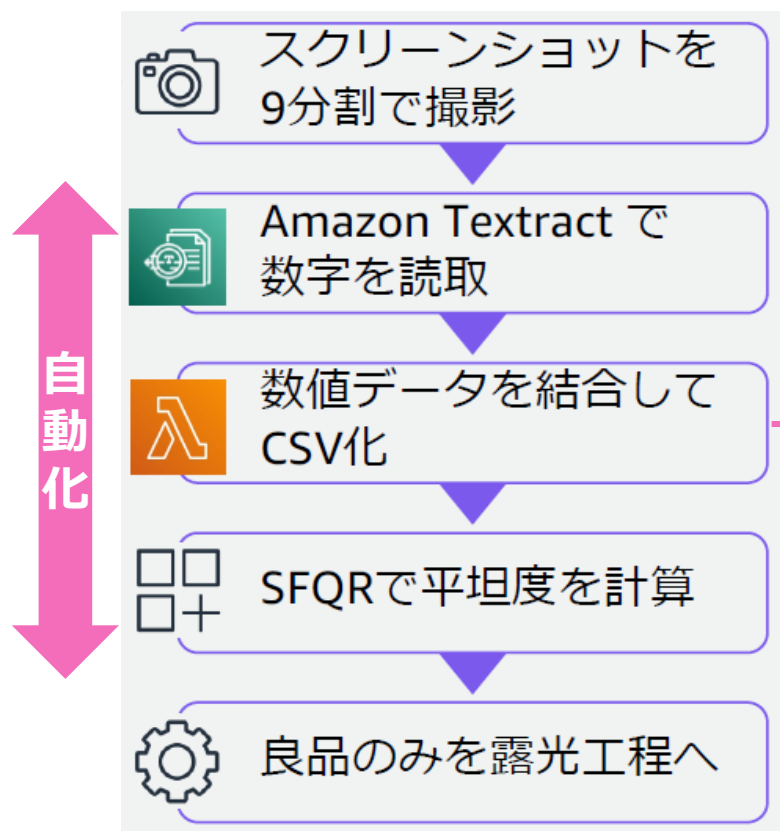 スクリーンショットを
9分割で撮影
Amazon Textract で
数字を読取
自動化
数値データを結合して
CSV化
SFQRで平坦度を計算
良品のみを露光工程へ